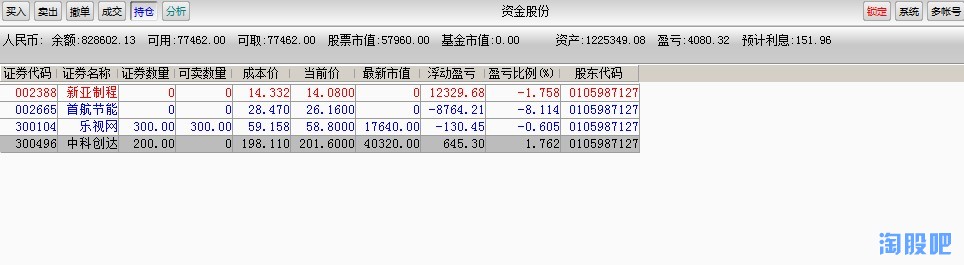 买入 卖出 撤单 成交 持仓 分析 资金股份 锁定 系统 多帐号
人民币: 余额:828602.13 可用:77462.00 可取:77462.00 股票市值:57960.00 基金市值:0.00 资产:1225349.08 盈亏:4080.32 预计利息:151.96
证券代码 证券名称 证券数量 可卖数量 成本价 当前价 最新市值 浮动盈亏 盈亏比例(%) 股东代码
002388 新亚制程 0 0 14.332 14.0800 0 12329.68 -1.758 0105987127
002665 首航节能 0 0 28.470 26.1600 0 -8764.21 -8.114 0105987127
300104 乐视网 300.00 300.00 59.158 58.8000 17640.00 -130.45 -0.605 0105987127
300496 中科创达 200.00 0 198.110 201.6000 40320.00 645.30 1.762 0105987127
淘股吧